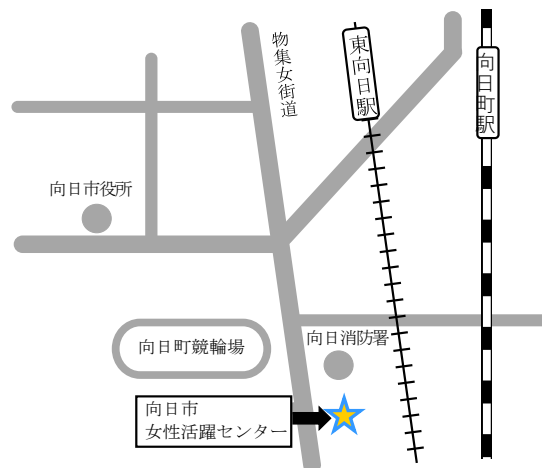 物集女街道
東向日駅
向日町駅
向日市役所
向日消防署
向日町競輪場
向日市
女性活躍センター